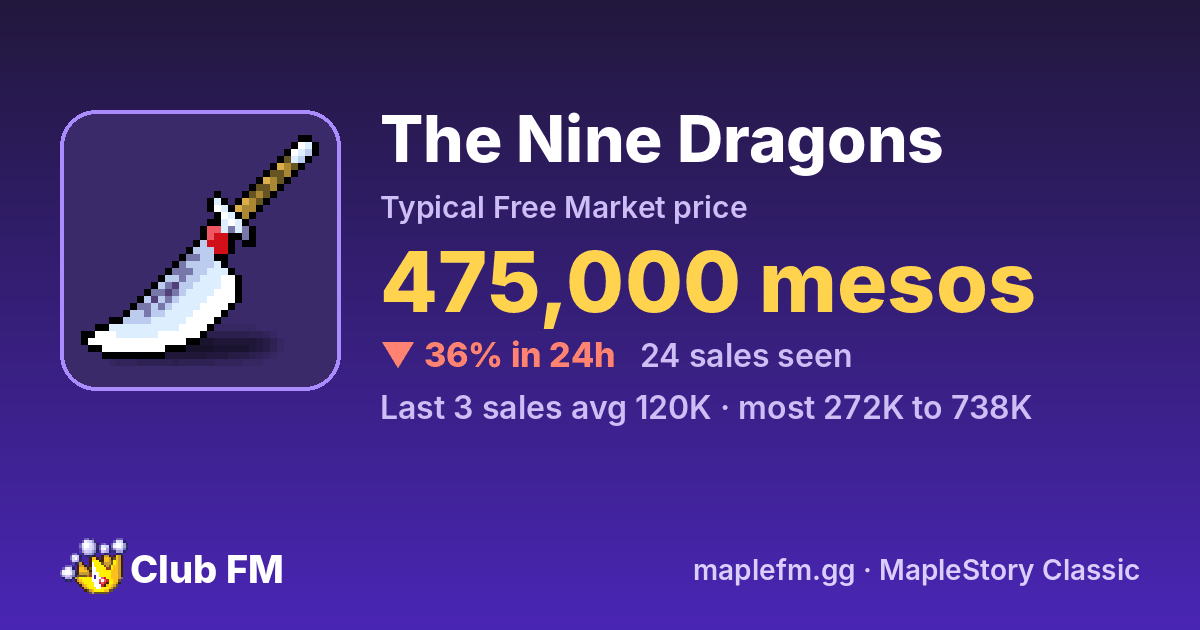 The Nine Dragons
Typical Free Market price
475,000 mesos
▼ 36% in 24h 24 sales seen
Last 3 sales avg 120K · most 272K to 738K
Club FM
maplefm.gg · MapleStory Classic